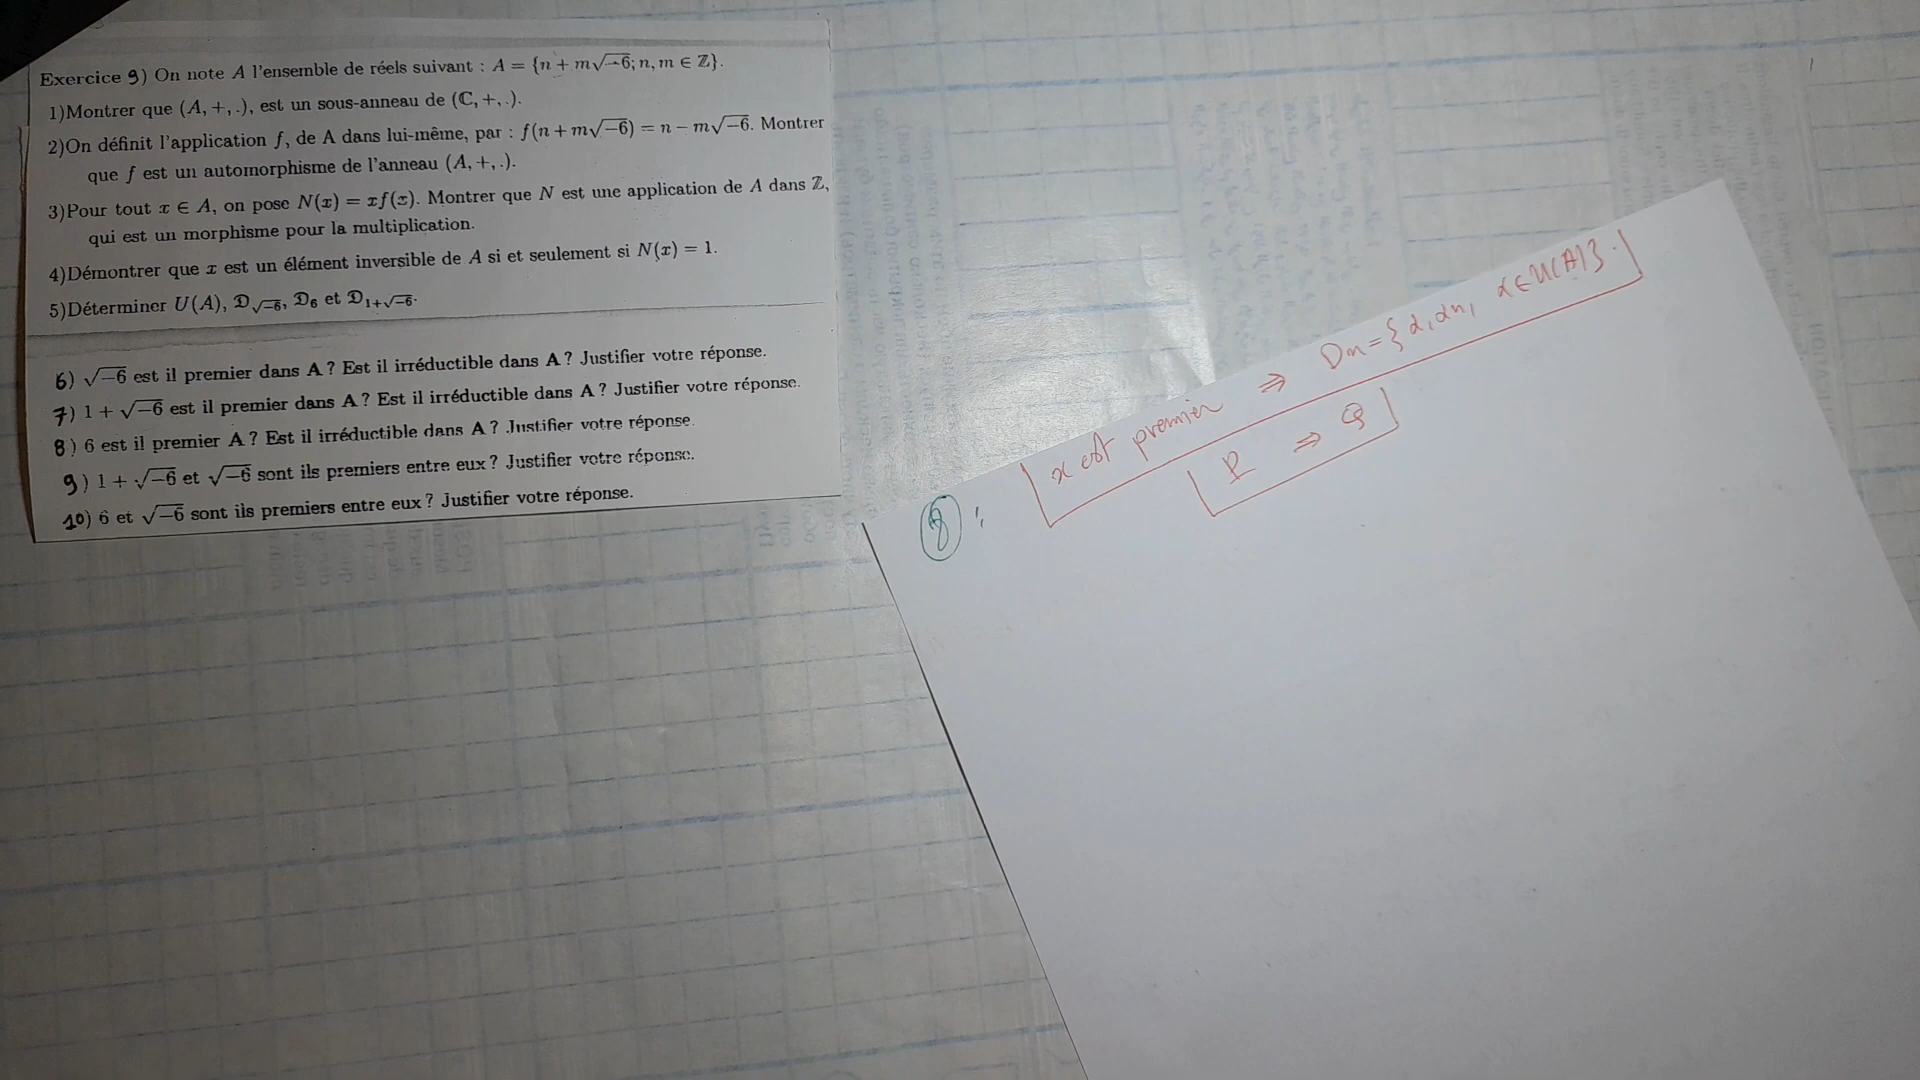 Exercice 9) On note A l'ensemble de réels suivant : A = {n + m√-6; n, m ∈ ℤ}.
1)Montrer que (A, +, .), est un sous-anneau de (ℂ, +, .).
2)On définit l'application f, de A dans lui-même, par : f(n + m√-6) = n - m√-6. Montrer
que f est un automorphisme de l'anneau (A, +, .).
3)Pour tout x ∈ A, on pose N(x) = xf(x). Montrer que N est une application de A dans ℤ,
qui est un morphisme pour la multiplication.
4)Démontrer que x est un élément inversible de A si et seulement si N(x) = 1.
5)Déterminer U(A), 𝔇√-6, 𝔇6 et 𝔇1+√-6.
6) √-6 est il premier dans A ? Est il irréductible dans A ? Justifier votre réponse.
7) 1 + √-6 est il premier dans A ? Est il irréductible dans A ? Justifier votre réponse.
8) 6 est il premier A ? Est il irréductible dans A ? Justifier votre réponse.
9) 1 + √-6 et √-6 sont ils premiers entre eux ? Justifier votre réponse.
10) 6 et √-6 sont ils premiers entre eux ? Justifier votre réponse.
8 :
x est premier ⇒ Dx = {α, αx, α ∈ U(A)}.
P ⇒ Q